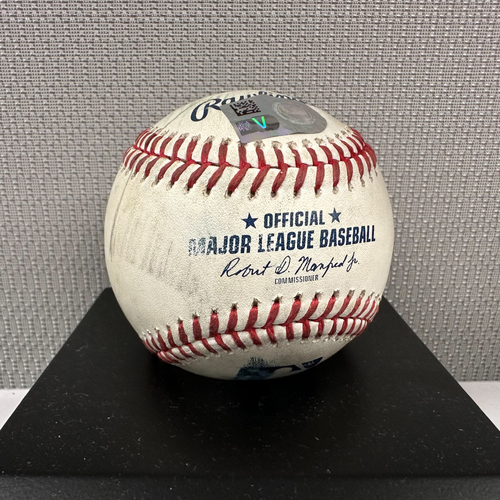 Rawlings
★ OFFICIAL ★
MAJOR LEAGUE BASEBALL
Robert D. Manfred Jr.
COMMISSIONER